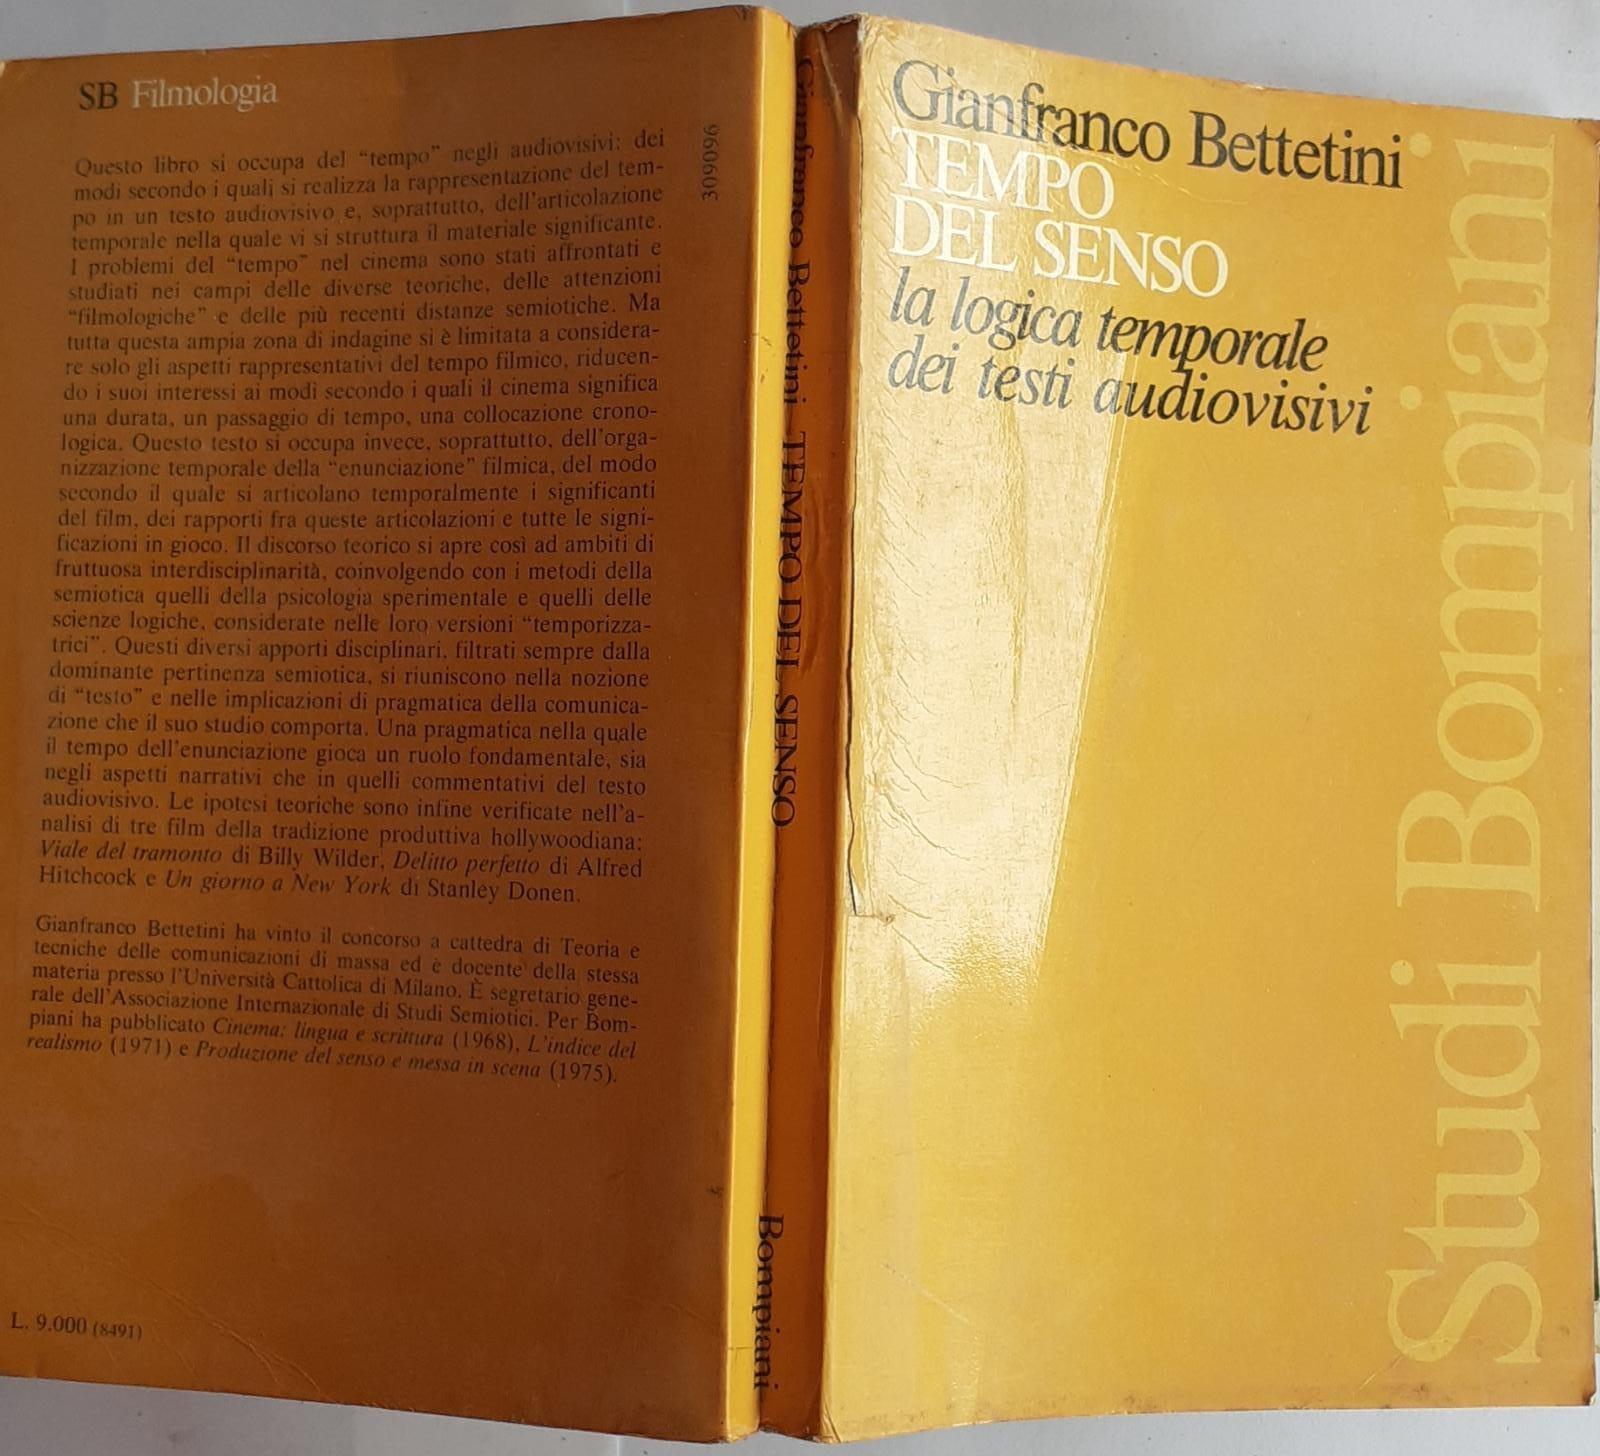 SB Filmologia
Questo libro si occupa del “tempo” negli audiovisivi: dei
modi secondo i quali si realizza la rappresentazione del tem-
po in un testo audiovisivo e, soprattutto, dell'articolazione
temporale nella quale vi si struttura il materiale significante.
I problemi del “tempo” nel cinema sono stati affrontati e
studiati nei campi delle diverse teoriche, delle attenzioni
“filmologiche” e delle più recenti distanze semiotiche. Ma
tutta questa ampia zona di indagine si è limitata a considera-
re solo gli aspetti rappresentativi del tempo filmico, riducen-
do i suoi interessi ai modi secondo i quali il cinema significa
una durata, un passaggio di tempo, una collocazione crono-
logica. Questo testo si occupa invece, soprattutto, dell'orga-
nizzazione temporale della “enunciazione” filmica, del modo
secondo il quale si articolano temporalmente i significanti
del film, dei rapporti fra queste articolazioni e tutte le signi-
ficazioni in gioco. Il discorso teorico si apre così ad ambiti di
fruttuosa interdisciplinarità, coinvolgendo con i metodi della
semiotica quelli della psicologia sperimentale e quelli delle
scienze logiche, considerate nelle loro versioni “temporizza-
trici”. Questi diversi apporti disciplinari, filtrati sempre dalla
dominante pertinenza semiotica, si riuniscono nella nozione
di “testo” e nelle implicazioni di pragmatica della comunica-
zione che il suo studio comporta. Una pragmatica nella quale
il tempo dell'enunciazione gioca un ruolo fondamentale, sia
negli aspetti narrativi che in quelli commentativi del testo
audiovisivo. Le ipotesi teoriche sono infine verificate nell'a-
nalisi di tre film della tradizione produttiva hollywoodiana:
Viale del tramonto di Billy Wilder, Delitto perfetto di Alfred
Hitchcock e Un giorno a New York di Stanley Donen.
Gianfranco Bettetini ha vinto il concorso a cattedra di Teoria e
tecniche delle comunicazioni di massa ed è docente della stessa
materia presso l'Università Cattolica di Milano. È segretario gene-
rale dell'Associazione Internazionale di Studi Semiotici. Per Bom-
piani ha pubblicato Cinema: lingua e scrittura (1968), L'indice del
realismo (1971) e Produzione del senso e messa in scena (1975).
L. 9.000 (8491)
309096
Gianfranco Bettetini TEMPO DEL SENSO Bompiani
Gianfranco Bettetini
TEMPO
DEL SENSO
la logica temporale
dei testi audiovisivi
Studi Bompiani